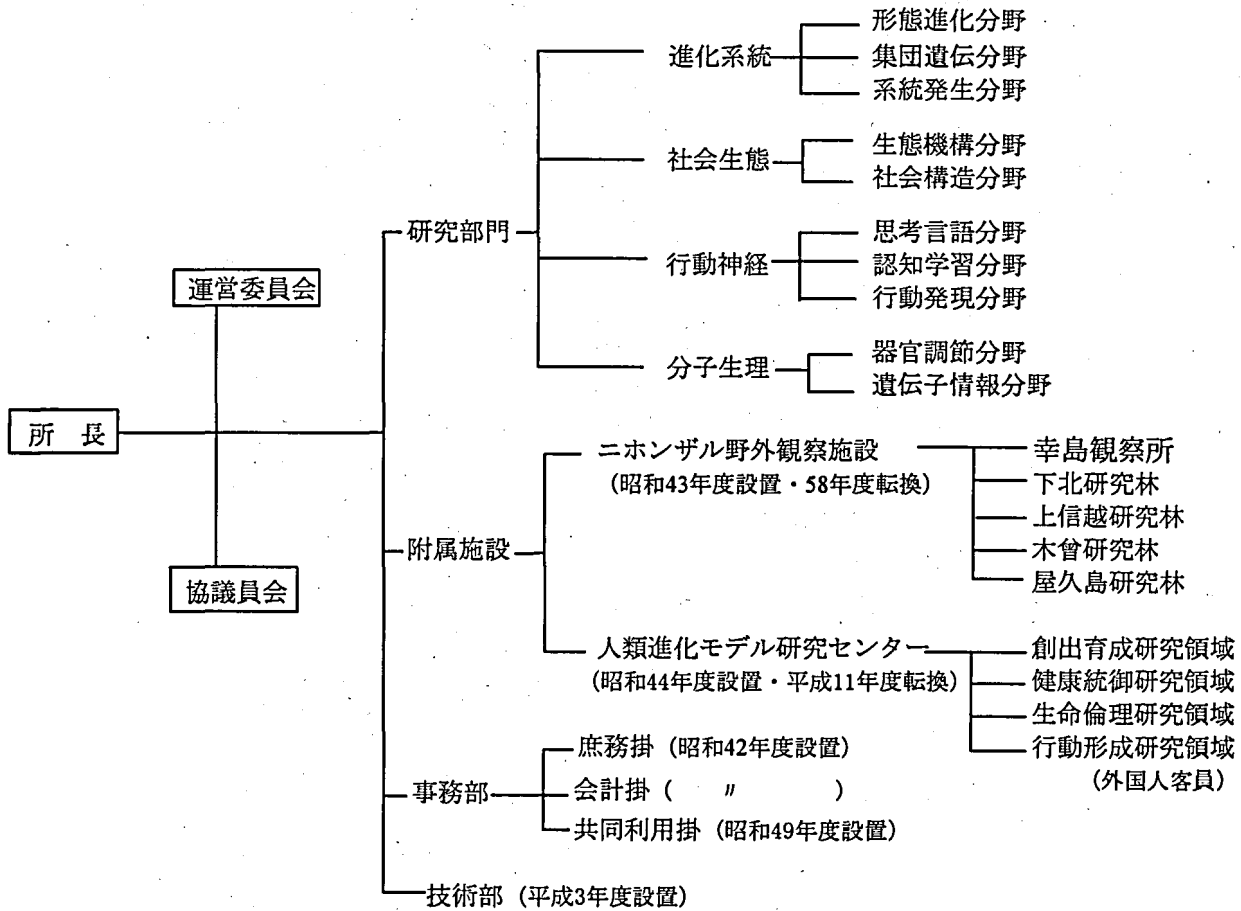 所 長
運営委員会
協議員会
研究部門
進化系統
形態進化分野
集団遺伝分野
系統発生分野
社会生態
生態機構分野
社会構造分野
行動神経
思考言語分野
認知学習分野
行動発現分野
分子生理
器官調節分野
遺伝子情報分野
附属施設
ニホンザル野外観察施設
(昭和43年度設置・58年度転換)
幸島観察所
下北研究林
上信越研究林
木曾研究林
屋久島研究林
人類進化モデル研究センター
(昭和44年度設置・平成11年度転換)
創出育成研究領域
健康統御研究領域
生命倫理研究領域
行動形成研究領域
(外国人客員)
事務部
庶務掛 (昭和42年度設置)
会計掛 ( 〃 )
共同利用掛 (昭和49年度設置)
技術部 (平成3年度設置)